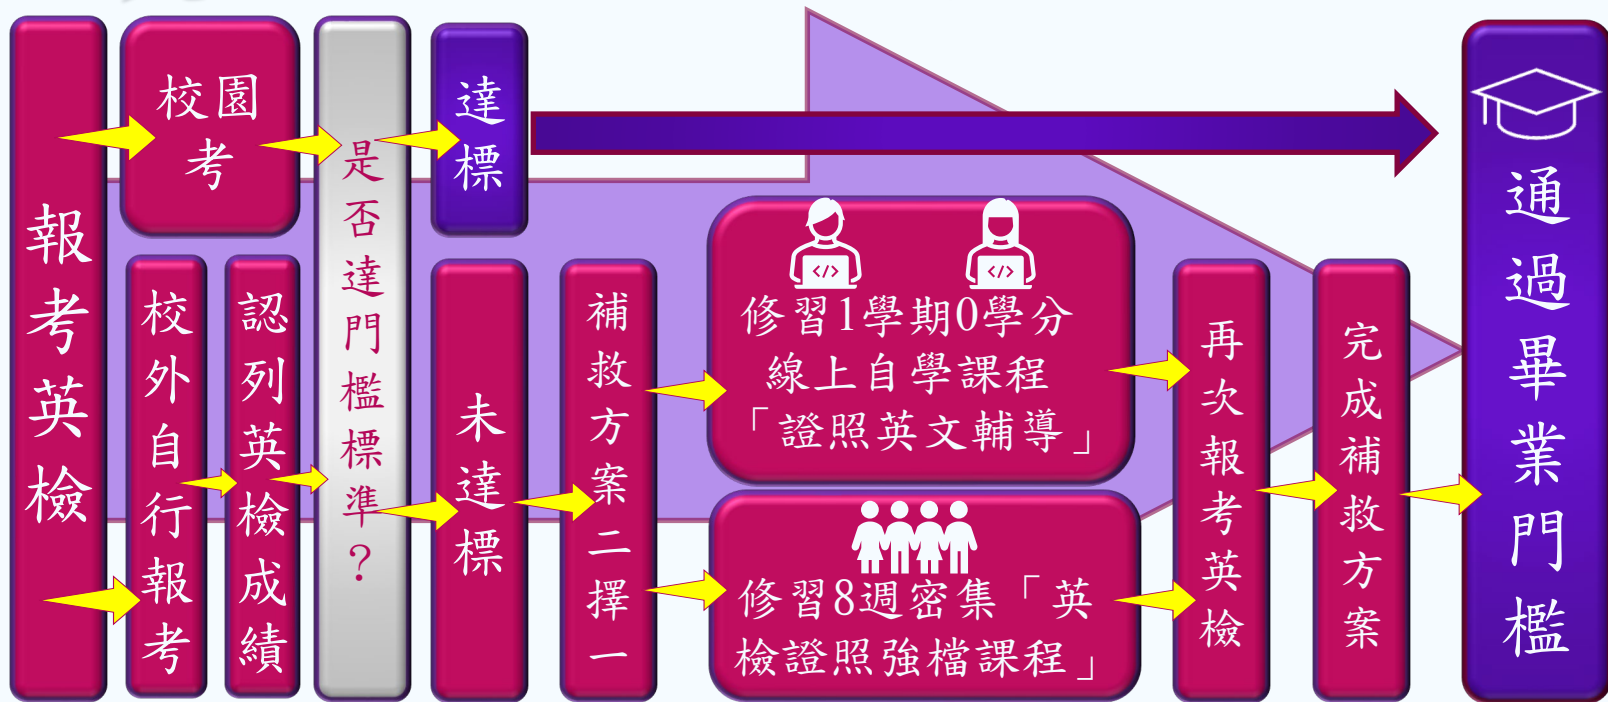 報考英檢
校園
考
校外自行報考
認列英檢成績
是否達門檻標準？
達標
未達標
補救方案二擇一
</>
</>
修習1學期0學分
線上自學課程
「證照英文輔導」
修習8週密集「英
檢證照強檔課程」
再次報考英檢
完成補救方案
通過畢業門檻